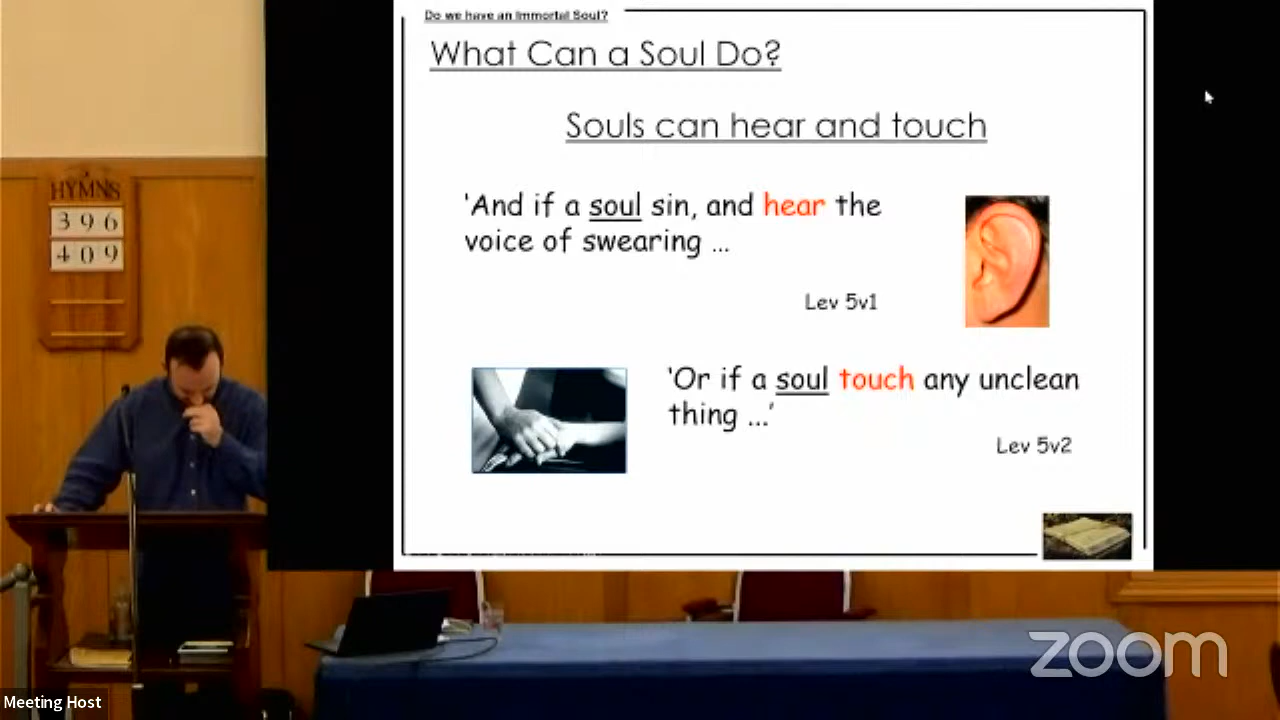 Do we have an Immortal Soul?
What Can a Soul Do?
Souls can hear and touch
'And if a soul sin, and hear the
voice of swearing ...
Lev 5v1
'Or if a soul touch any unclean
thing ...'
Lev 5v2
HYMNS
396
409
zoom
Meeting Host